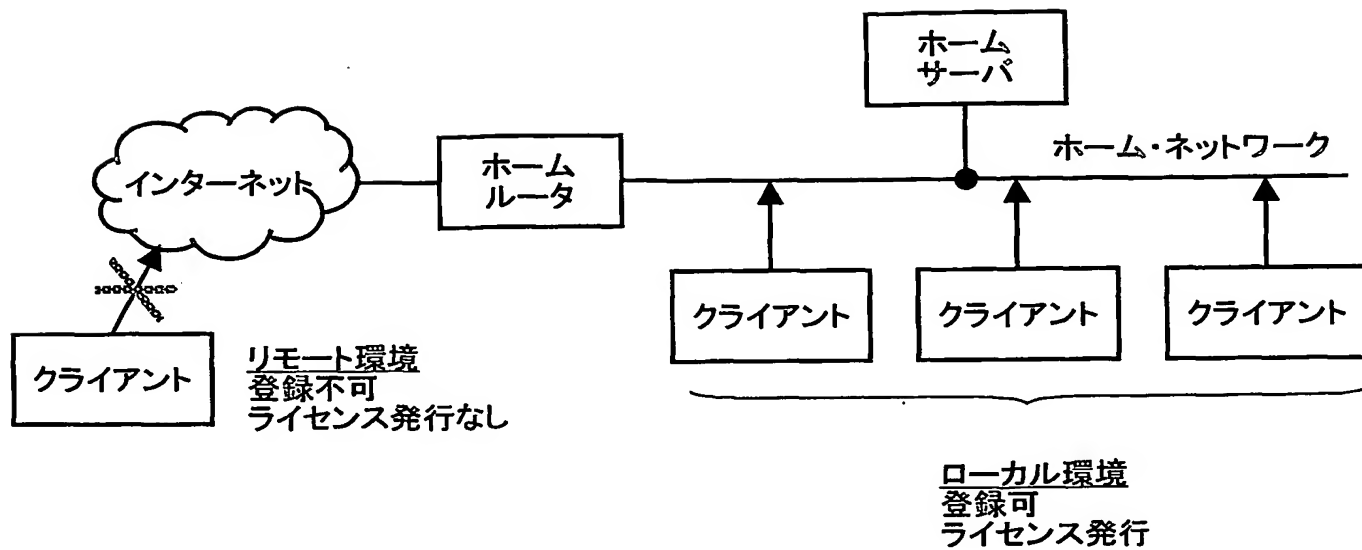 ホーム
サーバ
ホーム・ネットワーク
インターネット
ホーム
ルータ
クライアント
クライアント
クライアント
クライアント
リモート環境
登録不可
ライセンス発行なし
ローカル環境
登録可
ライセンス発行